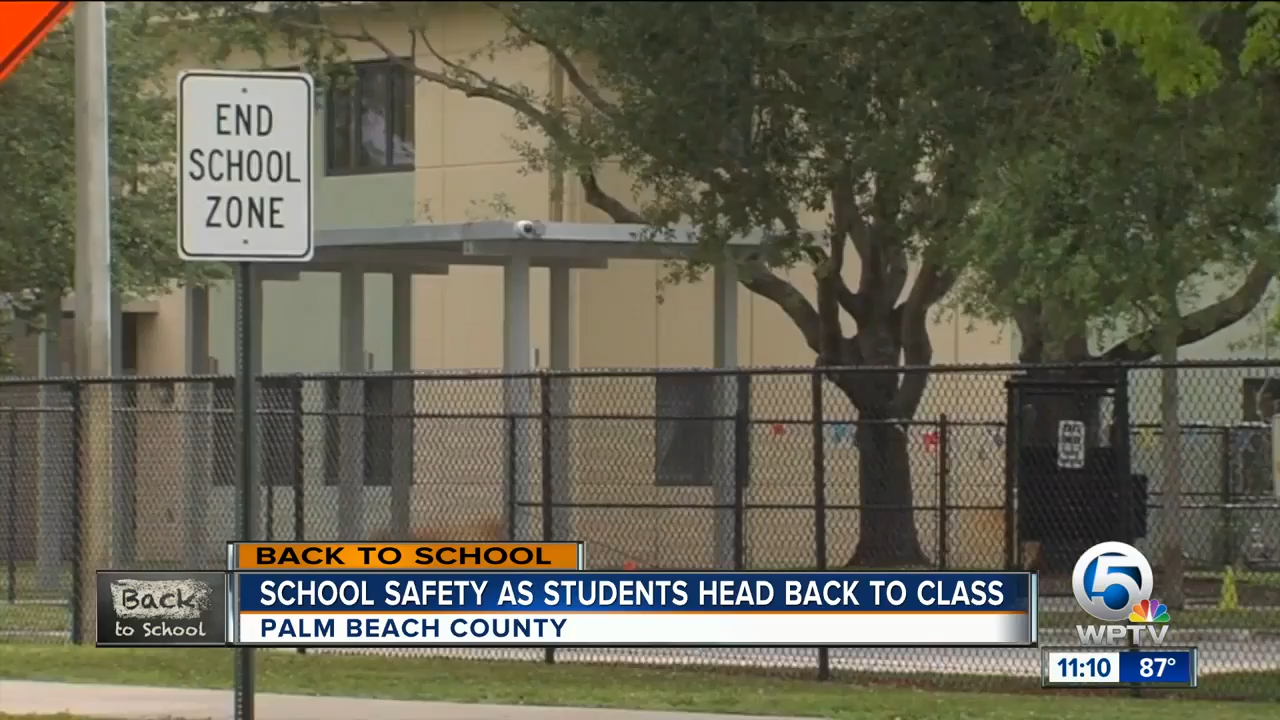 END
SCHOOL
ZONE
BACK TO SCHOOL
Back
to School
SCHOOL SAFETY AS STUDENTS HEAD BACK TO CLASS
PALM BEACH COUNTY
5
WPTV
11:10 87°